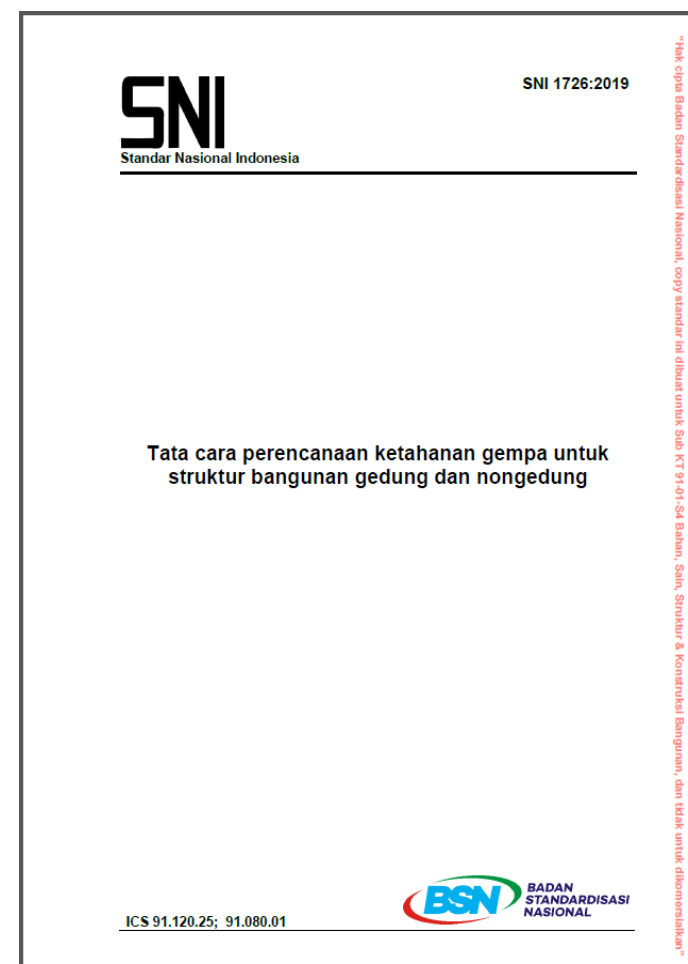 SNI 1726:2019
SNI
Standar Nasional Indonesia
Tata cara perencanaan ketahanan gempa untuk
struktur bangunan gedung dan nongedung
BSN
BADAN
STANDARDISASI
NASIONAL
ICS 91.120.25; 91.080.01
“Hak cipta Badan Standardisasi Nasional, copy standar ini dibuat untuk Sub KT 91-01-S4 Bahan, Sain, Struktur & Konstruksi Bangunan, dan tidak untuk dikomersialkan”